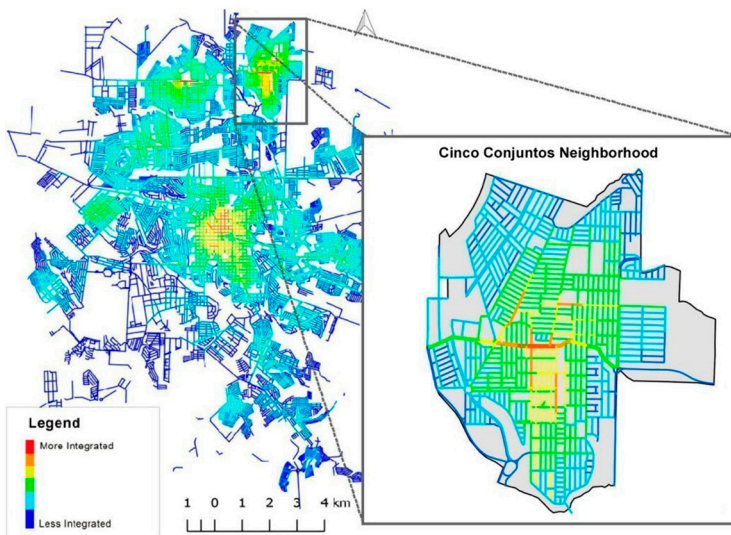 Cinco Conjuntos Neighborhood
Legend
More Integrated
Less Integrated
1 0 1 2 3 4 km